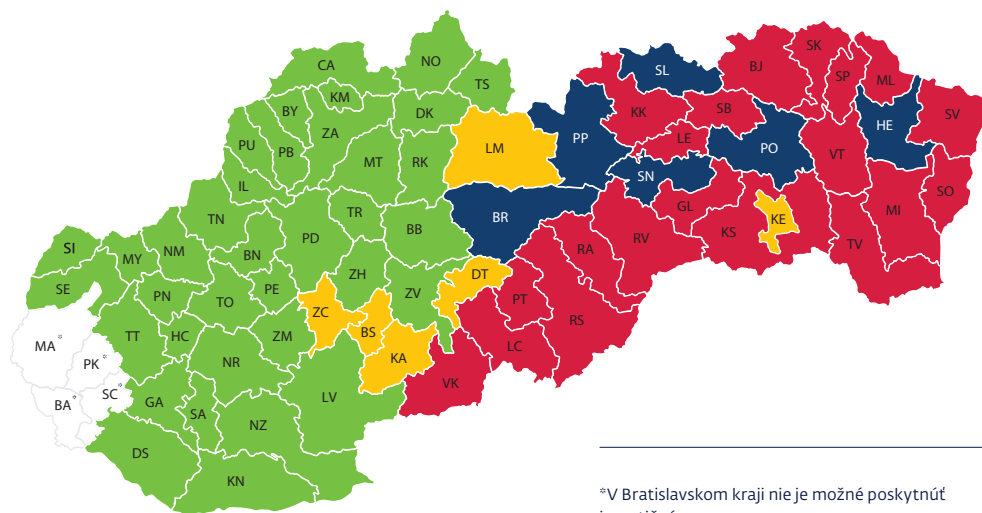 CA
NO
TS
KM
BY
DK
ZA
PU
PB
MT
RK
IL
LM
TN
TR
BB
SI
MY
NM
BN
PD
ZH
SE
PN
TO
PE
ZV
DT
ZC
BS
KA
TT
HC
NR
ZM
MA*
PK*
SC*
BA*
GA
SA
NZ
LV
DS
KN
SL
BJ
SK
SP
ML
PP
KK
SB
HE
SV
LE
PO
VT
SN
BR
GL
KE
SO
MI
RA
RV
KS
TV
PT
RS
LC
VK
*V Bratislavskom kraji nie je možné poskytnúť